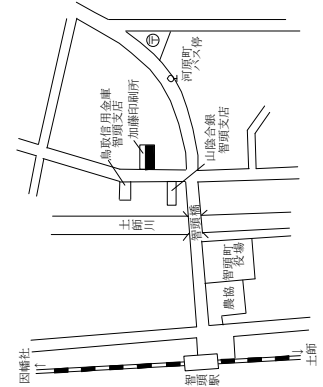 河原町
バス停
鳥取信用金庫
智頭支店
加藤印刷所
山陰合銀
智頭支店
土師川
智頭橋
智頭町
役場
農協
因幡社
智頭
駅
土師